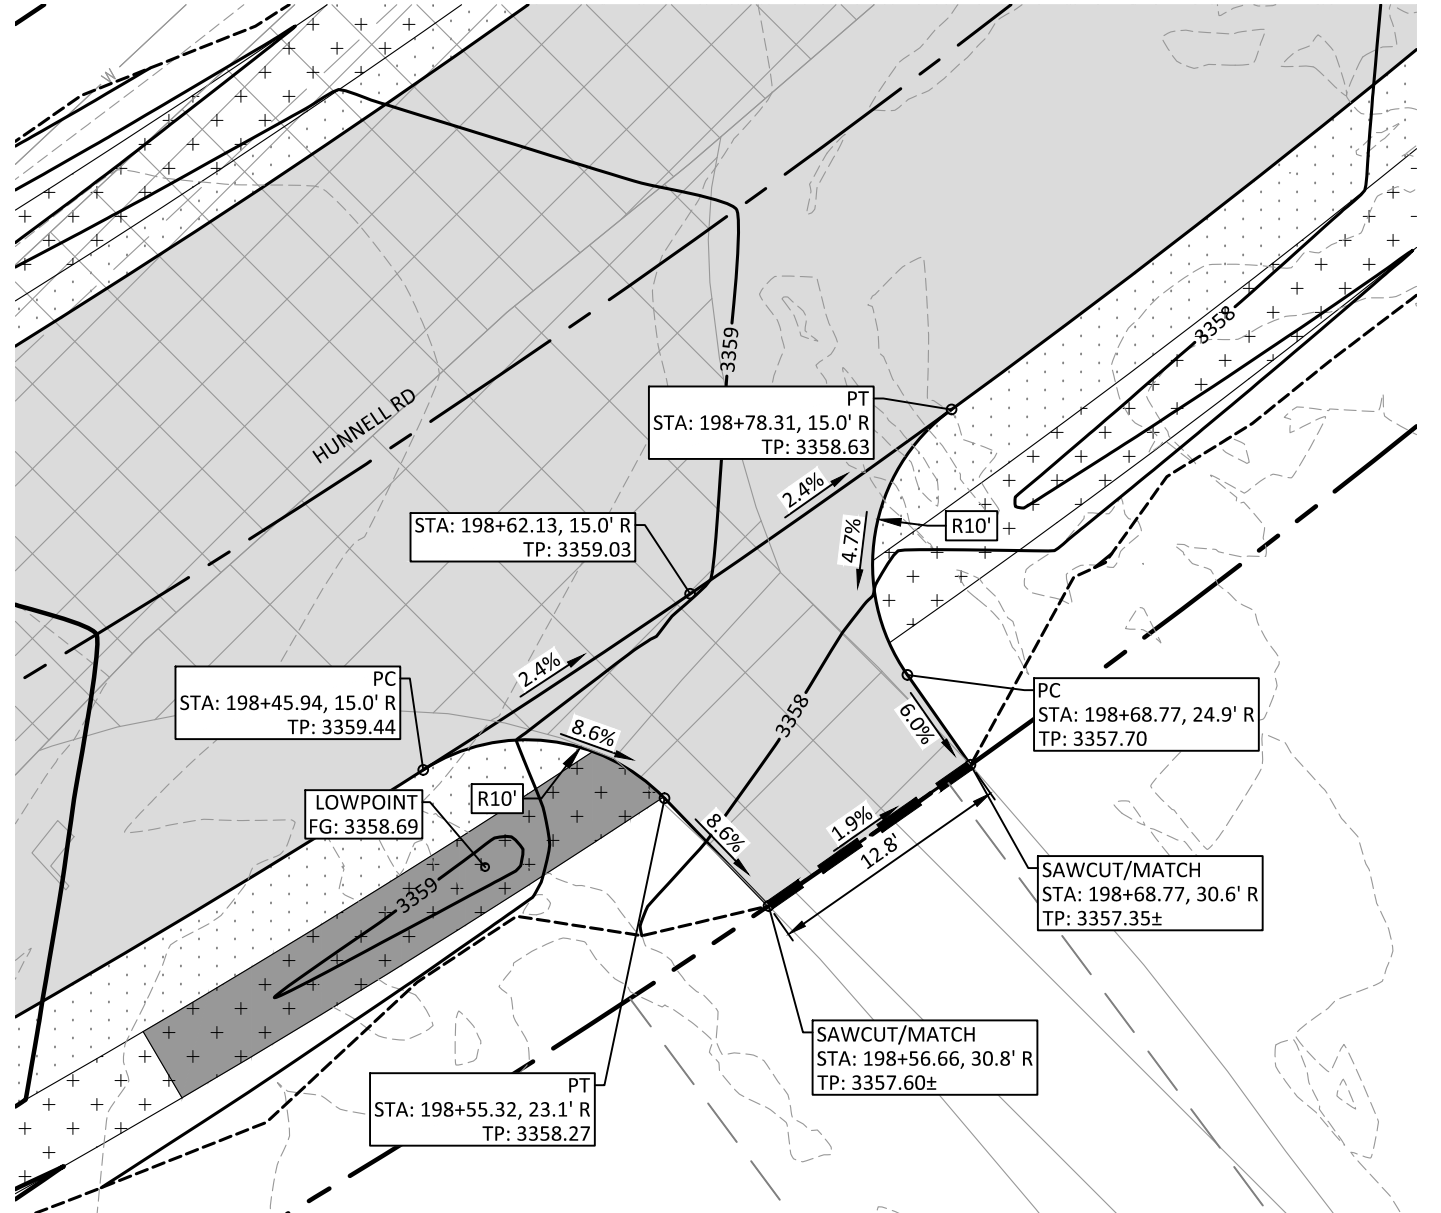 W
3359
3358
HUNNELL RD
PT
STA: 198+78.31, 15.0' R
TP: 3358.63
2.4%
STA: 198+62.13, 15.0' R
TP: 3359.03
4.7%
R10'
2.4%
PC
STA: 198+45.94, 15.0' R
TP: 3359.44
PC
STA: 198+68.77, 24.9' R
TP: 3357.70
3358
6.0%
8.6%
LOWPOINT
FG: 3358.69
R10'
8.6%
1.9%
12.8'
3359
SAWCUT/MATCH
STA: 198+68.77, 30.6' R
TP: 3357.35±
SAWCUT/MATCH
STA: 198+56.66, 30.8' R
TP: 3357.60±
PT
STA: 198+55.32, 23.1' R
TP: 3358.27